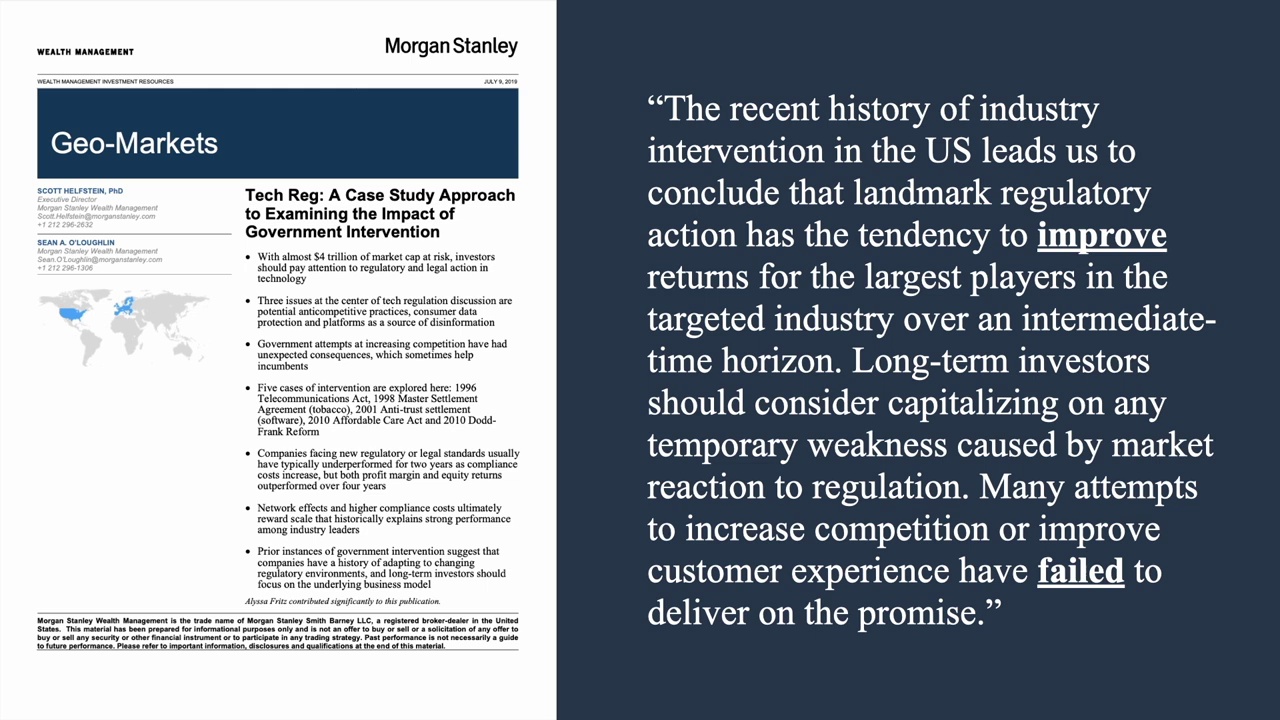 WEALTH MANAGEMENT
Morgan Stanley
WEALTH MANAGEMENT INVESTMENT RESOURCES
JULY 9, 2019
Geo-Markets
SCOTT HELFSTEIN, PhD
Executive Director
Morgan Stanley Wealth Management
Scott.Helfstein@morganstanley.com
+1 212 296-2632
SEAN A. O'LOUGHLIN
Morgan Stanley Wealth Management
Sean.O'Loughlin@morganstanley.com
+1 212 296-1306
Tech Reg: A Case Study Approach
to Examining the Impact of
Government Intervention
• With almost $4 trillion of market cap at risk, investors
should pay attention to regulatory and legal action in
technology
• Three issues at the center of tech regulation discussion are
potential anticompetitive practices, consumer data
protection and platforms as a source of disinformation
• Government attempts at increasing competition have had
unexpected consequences, which sometimes help
incumbents
• Five cases of intervention are explored here: 1996
Telecommunications Act, 1998 Master Settlement
Agreement (tobacco), 2001 Anti-trust settlement
(software), 2010 Affordable Care Act and 2010 Dodd-
Frank Reform
• Companies facing new regulatory or legal standards usually
have typically underperformed for two years as compliance
costs increase, but both profit margin and equity returns
outperformed over four years
• Network effects and higher compliance costs ultimately
reward scale that historically explains strong performance
among industry leaders
• Prior instances of government intervention suggest that
companies have a history of adapting to changing
regulatory environments, and long-term investors should
focus on the underlying business model
Alyssa Fritz contributed significantly to this publication.
Morgan Stanley Wealth Management is the trade name of Morgan Stanley Smith Barney LLC, a registered broker-dealer in the United
States. This material has been prepared for informational purposes only and is not an offer to buy or sell or a solicitation of any offer to
buy or sell any security or other financial instrument or to participate in any trading strategy. Past performance is not necessarily a guide
to future performance. Please refer to important information, disclosures and qualifications at the end of this material.
“The recent history of industry
intervention in the US leads us to
conclude that landmark regulatory
action has the tendency to improve
returns for the largest players in the
targeted industry over an intermediate-
time horizon. Long-term investors
should consider capitalizing on any
temporary weakness caused by market
reaction to regulation. Many attempts
to increase competition or improve
customer experience have failed to
deliver on the promise.”